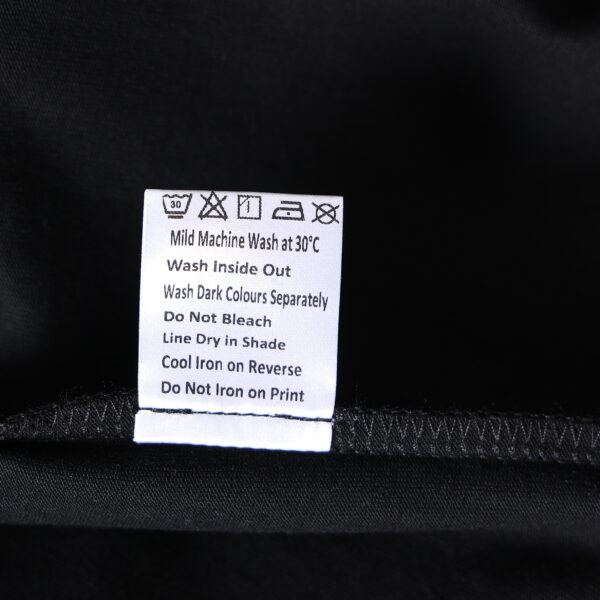 30
Mild Machine Wash at 30°C
Wash Inside Out
Wash Dark Colours Separately
Do Not Bleach
Line Dry in Shade
Cool Iron on Reverse
Do Not Iron on Print